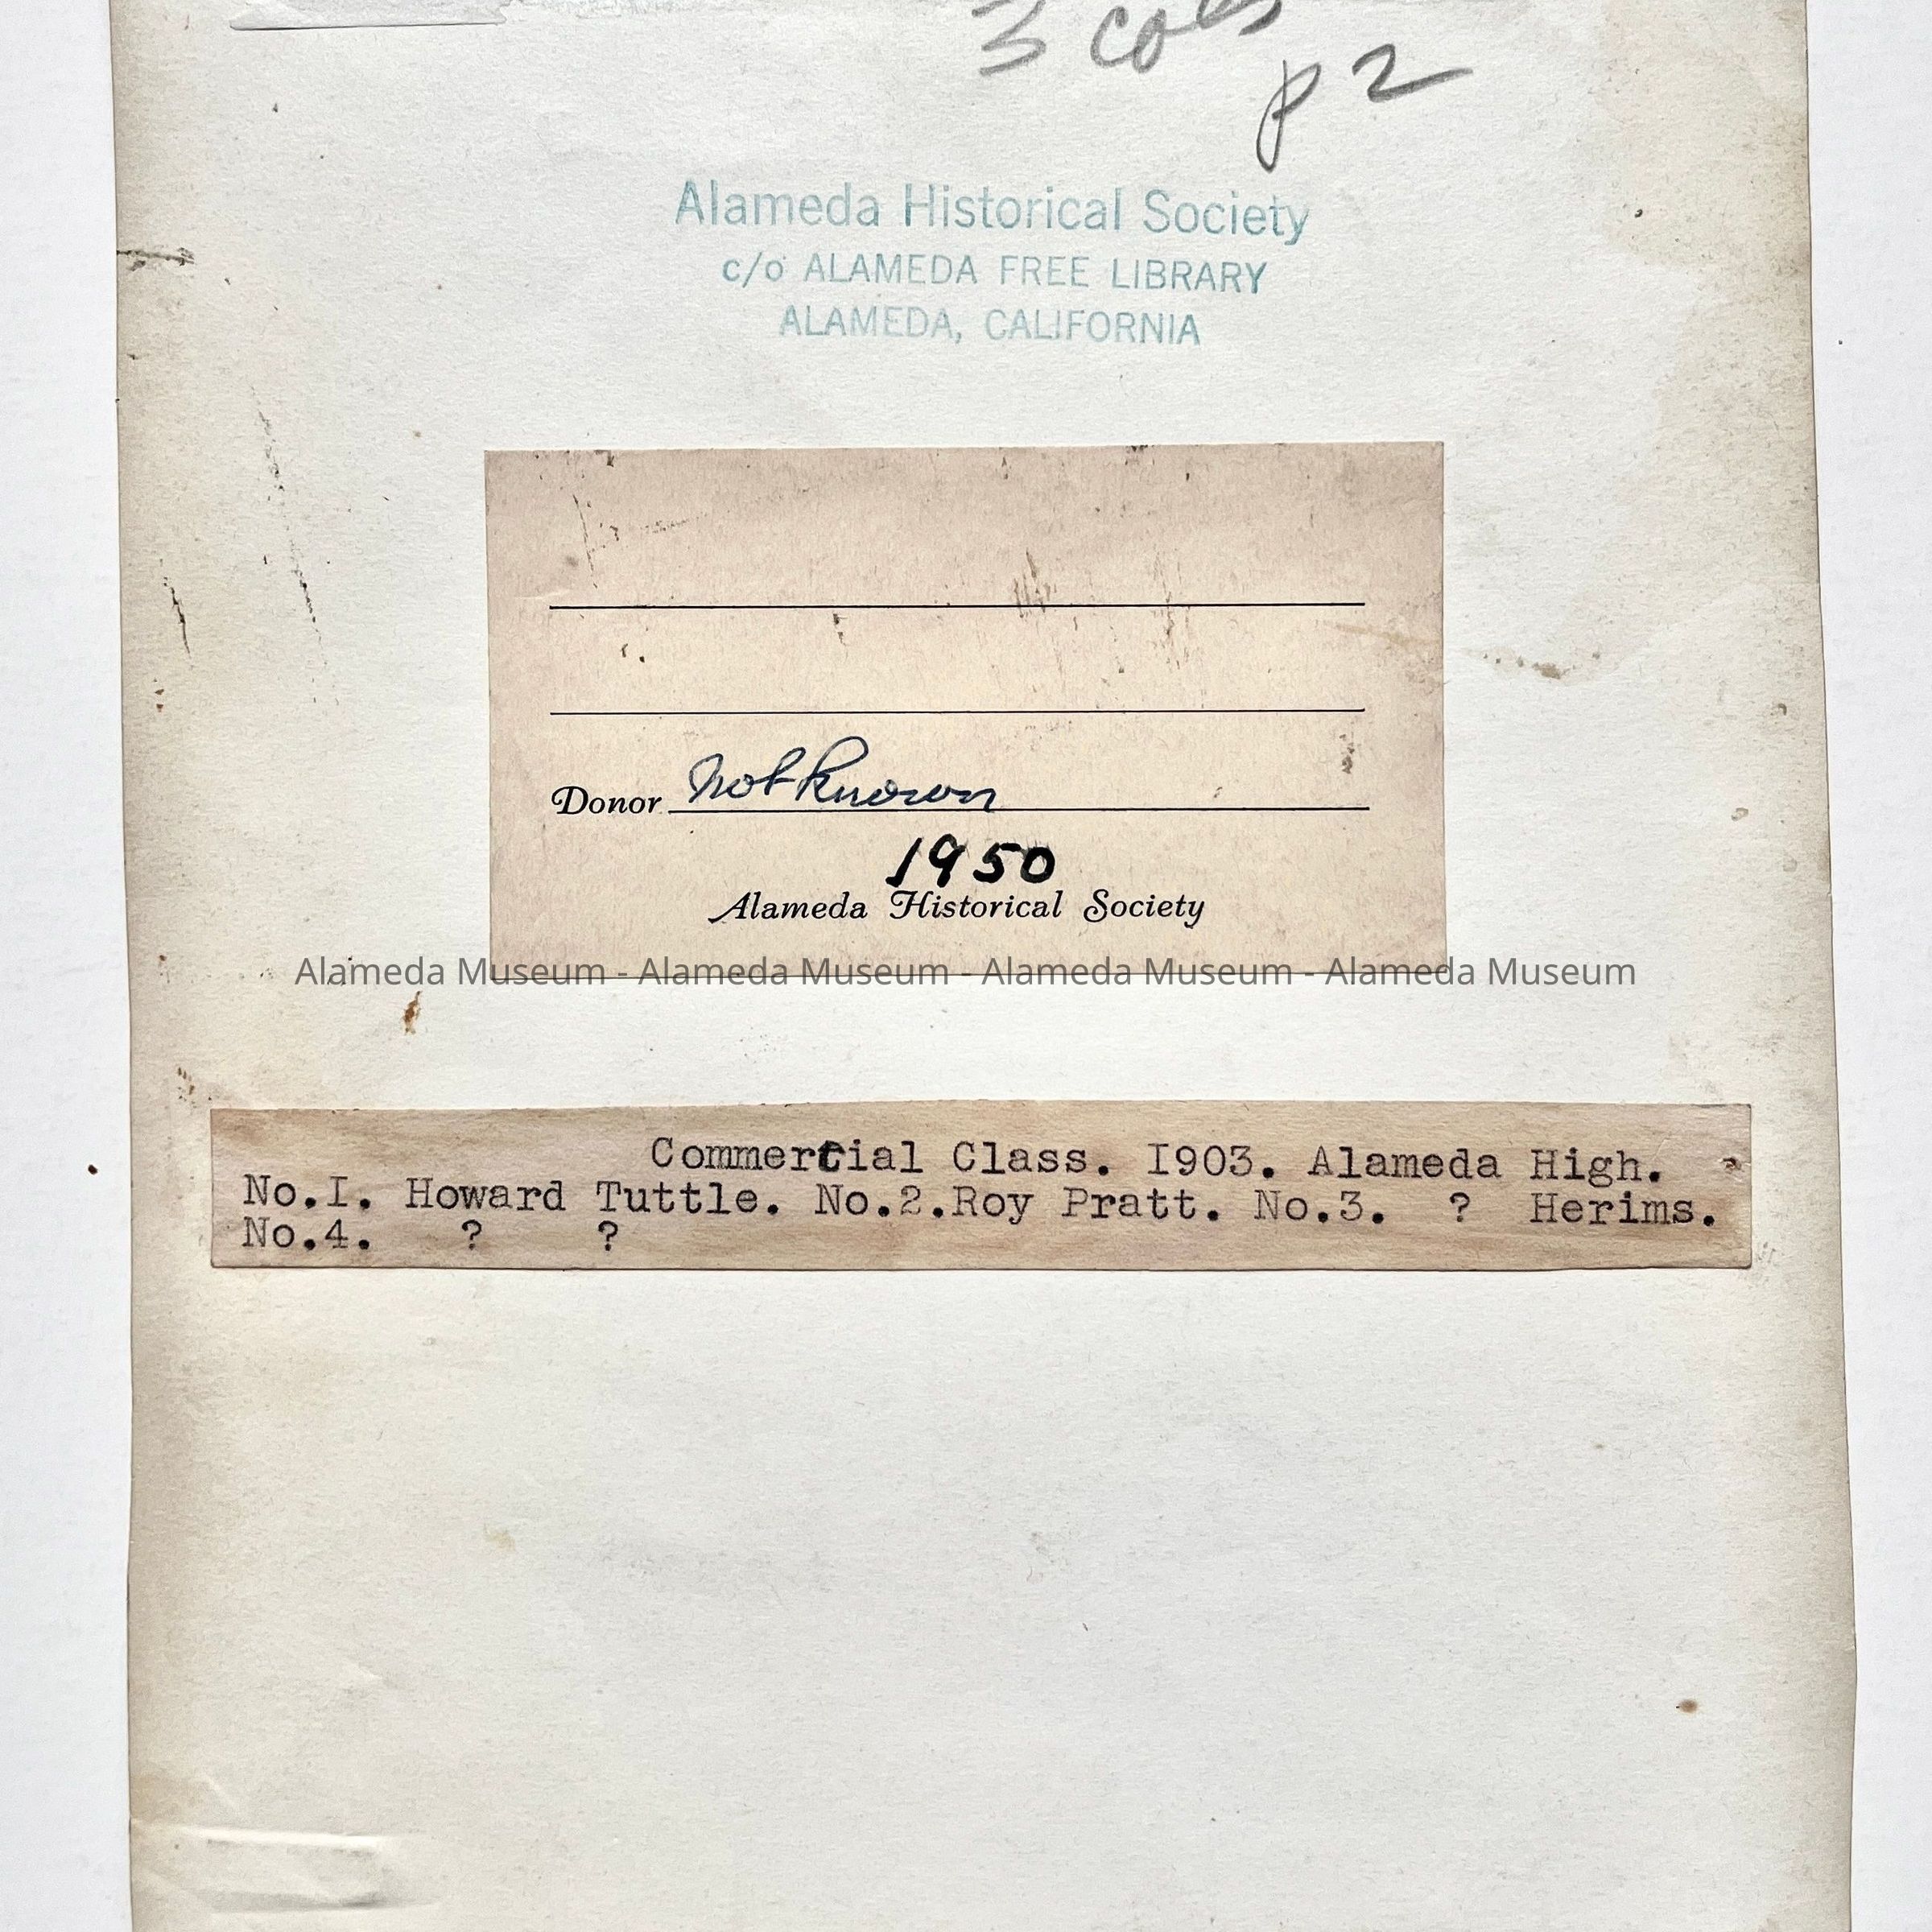 3 cols
p 2
Alameda Historical Society
c/o ALAMEDA FREE LIBRARY
ALAMEDA, CALIFORNIA
Donor not known
1950
Alameda Historical Society
Alameda Museum - Alameda Museum - Alameda Museum - Alameda Museum
Commercial Class. I903. Alameda High.
No.I. Howard Tuttle. No.2.Roy Pratt. No.3. ? Herims.
No.4. ? ?